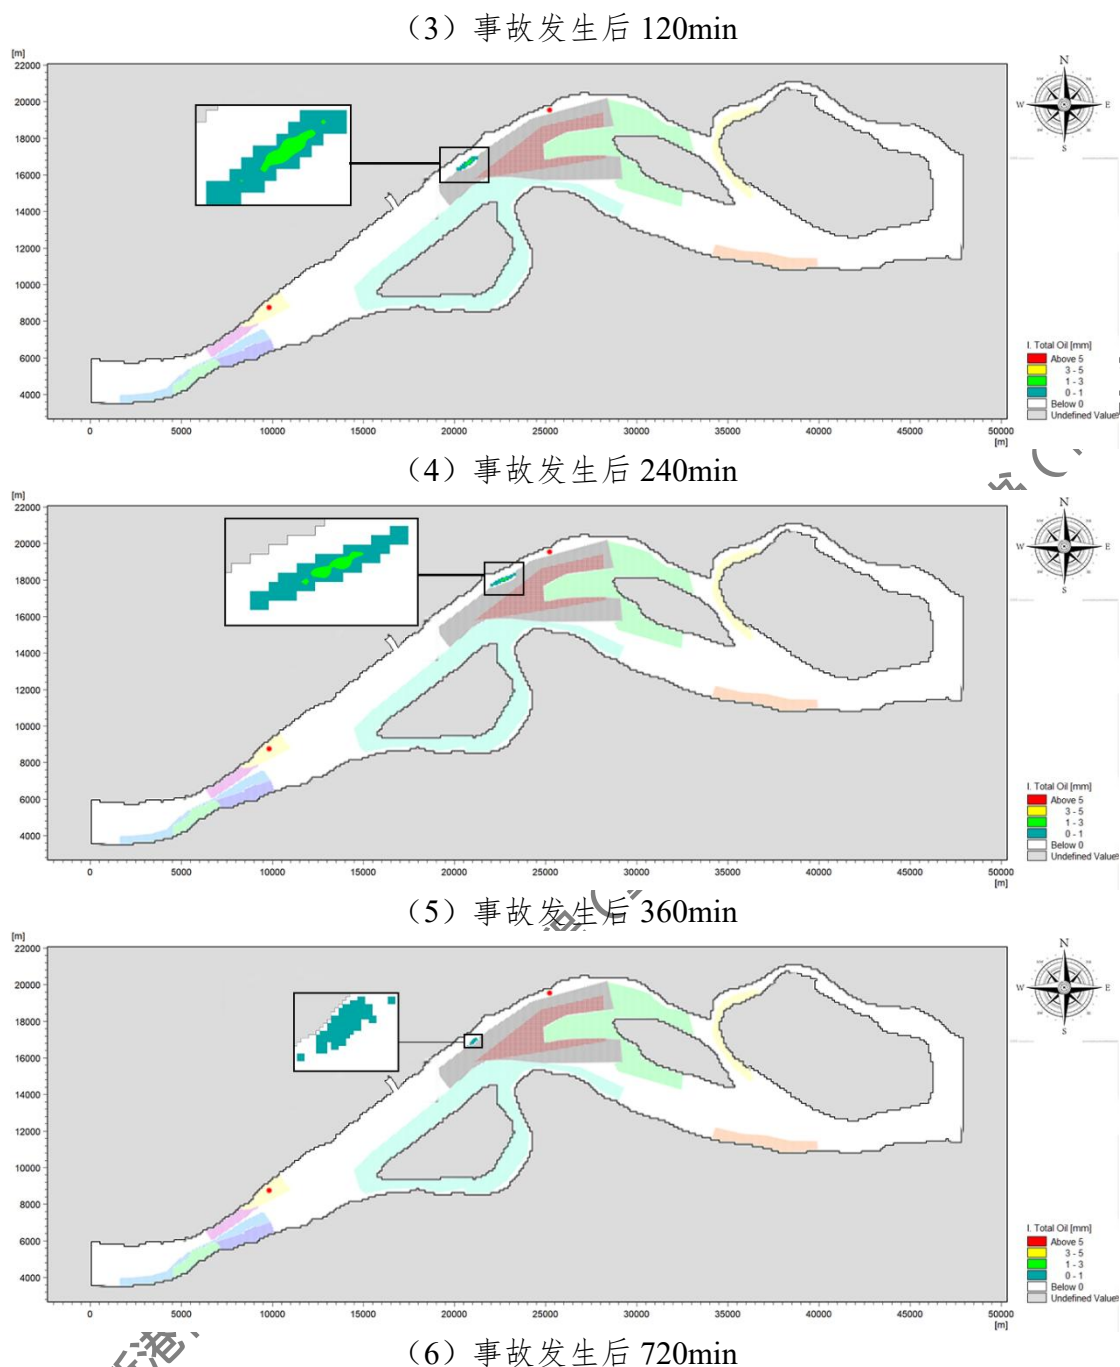 （3）事故发生后 120min
[m]
22000
20000
18000
16000
14000
12000
10000
8000
6000
4000
0 5000 10000 15000 20000 25000 30000 35000 40000 45000 50000
[m]
N
W E
S
I. Total Oil [mm]
Above 5
3 - 5
1 - 3
0 - 1
Below 0
Undefined Value
（4）事故发生后 240min
[m]
22000
20000
18000
16000
14000
12000
10000
8000
6000
4000
0 5000 10000 15000 20000 25000 30000 35000 40000 45000 50000
[m]
N
W E
S
I. Total Oil [mm]
Above 5
3 - 5
1 - 3
0 - 1
Below 0
Undefined Value
（5）事故发生后 360min
[m]
22000
20000
18000
16000
14000
12000
10000
8000
6000
4000
0 5000 10000 15000 20000 25000 30000 35000 40000 45000 50000
[m]
N
W E
S
I. Total Oil [mm]
Above 5
3 - 5
1 - 3
0 - 1
Below 0
Undefined Value
（6）事故发生后 720min
港